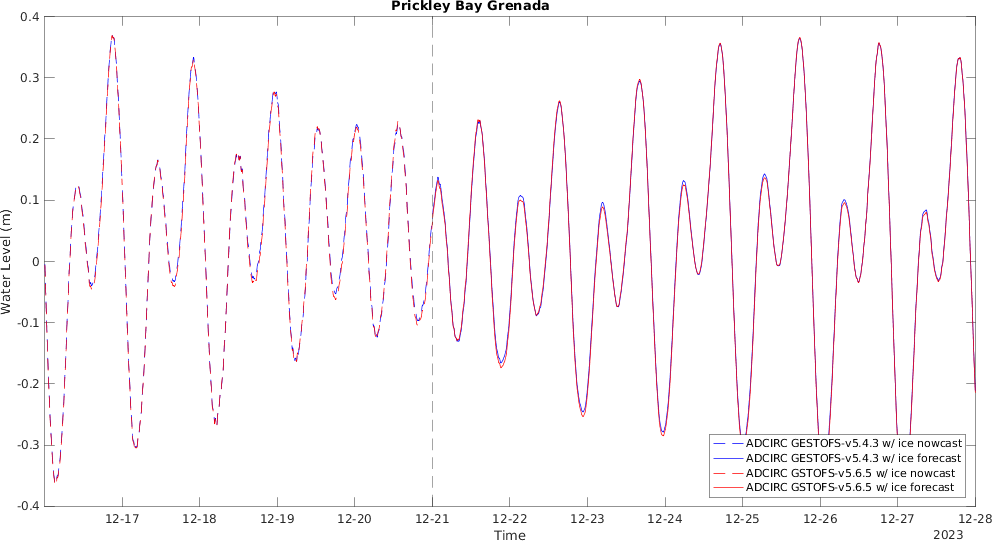 Prickley Bay Grenada
0.4
0.3
0.2
0.1
0
-0.1
-0.2
-0.3
-0.4
Water Level (m)
ADCIRC GESTOFS-v5.4.3 w/ ice nowcast
ADCIRC GESTOFS-v5.4.3 w/ ice forecast
ADCIRC GSTOFS-v5.6.5 w/ ice nowcast
ADCIRC GSTOFS-v5.6.5 w/ ice forecast
12-17 12-18 12-19 12-20 12-21 12-22 12-23 12-24 12-25 12-26 12-27 12-28
Time
2023